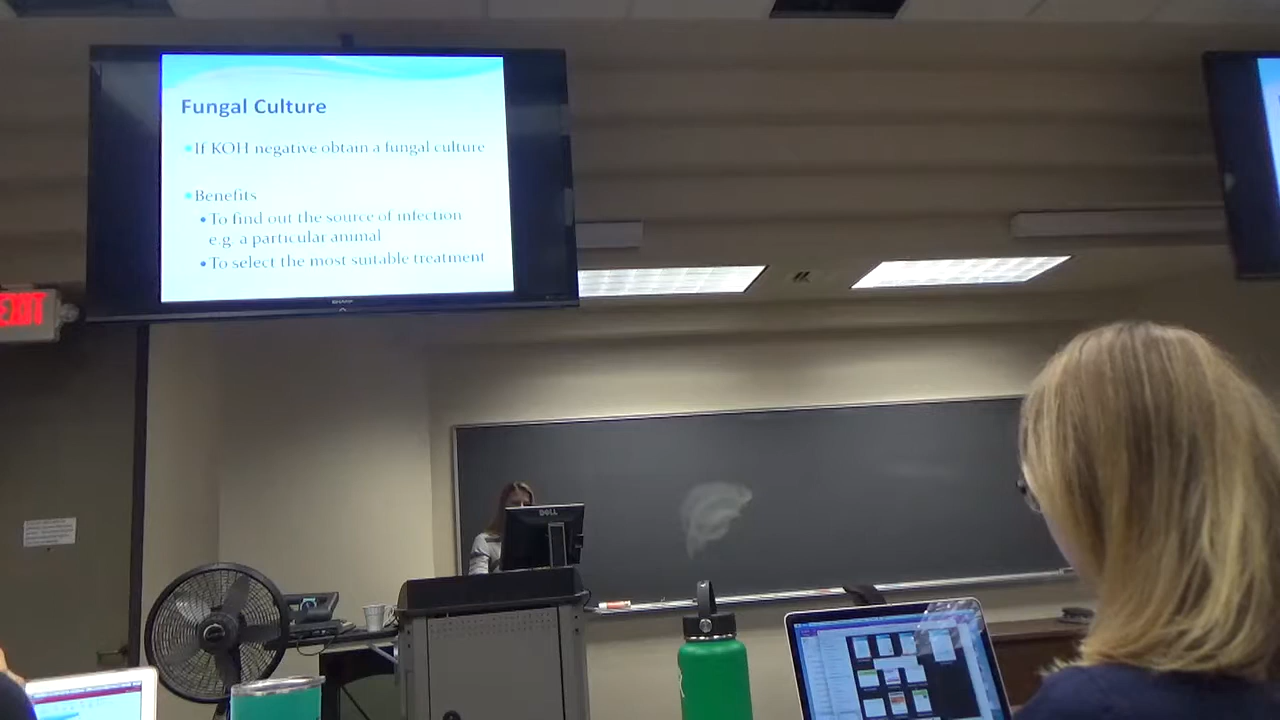 Fungal Culture
If KOH negative obtain a fungal culture
Benefits
To find out the source of infection
e.g. a particular animal
To select the most suitable treatment
EXIT
DELL